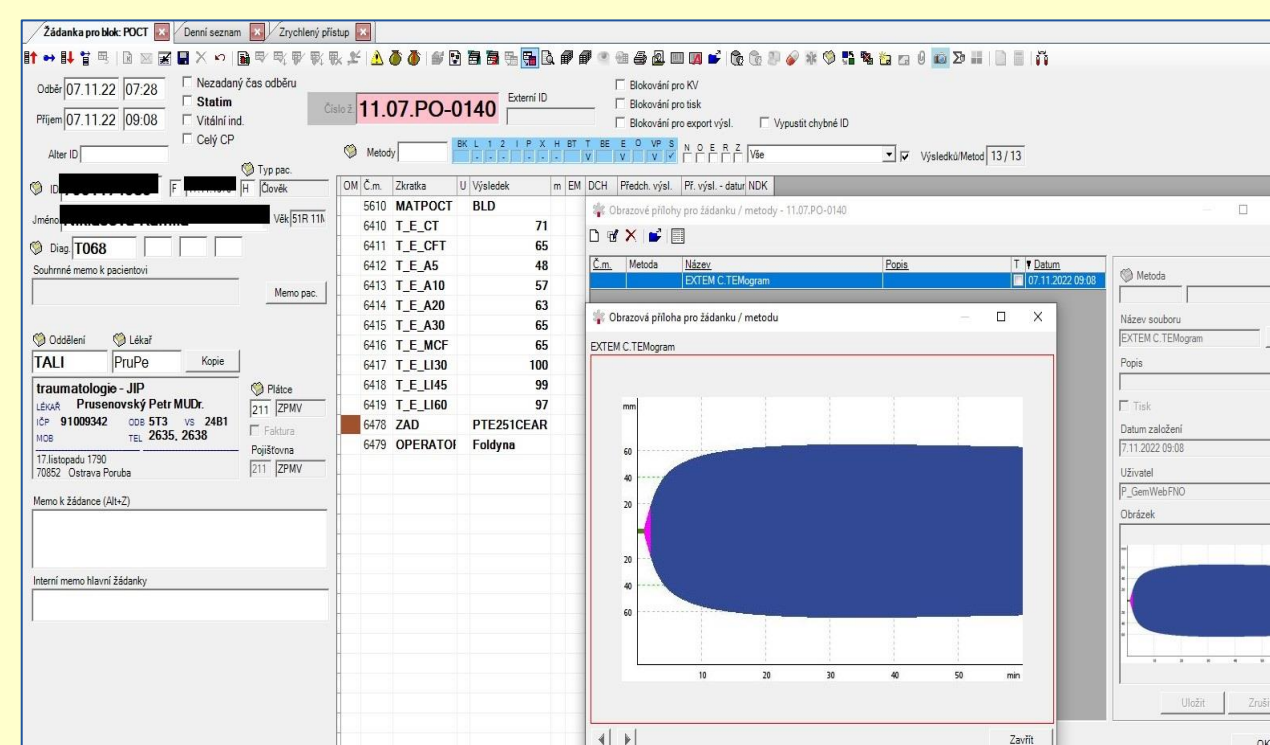 Žádanka pro blok: POCT
Denní seznam
Zrychlený přístup
Odběr 07.11.22 07:28
Příjem 07.11.22 09:08
Alter ID
Nezadaný čas odběru
Statim
Vitální ind.
Celý CP
Číslo ž. 11.07.PO-0140
Externí ID
Blokování pro KV
Blokování pro tisk
Blokování pro export výsl.
Vypustit chybné ID
Metody
BK L 1 2 I P X H BT T BE E O VP S
V V V
N O E R Z
Vše
Výsledků/Metod 13 / 13
Typ pac.
ID
F
H Člověk
Jméno
Věk 51R 11M
Diag. T068
Souhrnné memo k pacientovi
Memo pac.
Oddělení
Lékař
TALI
PruPe
Kopie
traumatologie - JIP
LÉKAŘ Prusenovský Petr MUDr.
IČP 91009342 ODB 5T3 VS 24B1
MOB TEL 2635, 2638
17.listopadu 1790
70852 Ostrava Poruba
Plátce
211 ZPMV
Faktura
Pojišťovna
211 ZPMV
Memo k žádance (Alt+Z)
Interní memo hlavní žádanky
OM Č.m. Zkratka U Výsledek m EM DCH Předch. výsl. Př. výsl. - datur NDK
5610 MATPOCT BLD
6410 T_E_CT 71
6411 T_E_CFT 65
6412 T_E_A5 48
6413 T_E_A10 57
6414 T_E_A20 63
6415 T_E_A30 65
6416 T_E_MCF 65
6417 T_E_LI30 100
6418 T_E_LI45 99
6419 T_E_LI60 97
6478 ZAD PTE251CEAR
6479 OPERATOF Foldyna
Obrazové přílohy pro žádanku / metody - 11.07.PO-0140
Č.m. Metoda Název Popis T Datum
EXTEM C.TEMogram 07.11.2022 09:08
Obrazová příloha pro žádanku / metodu
EXTEM C.TEMogram
mm
60
40
20
20
40
60
10 20 30 40 50 min
Zavřít
Metoda
Název souboru
EXTEM C.TEMogram
Popis
Tisk
Datum založení
7.11.2022 09:08
Uživatel
P_GemWebFNO
Obrázek
Uložit